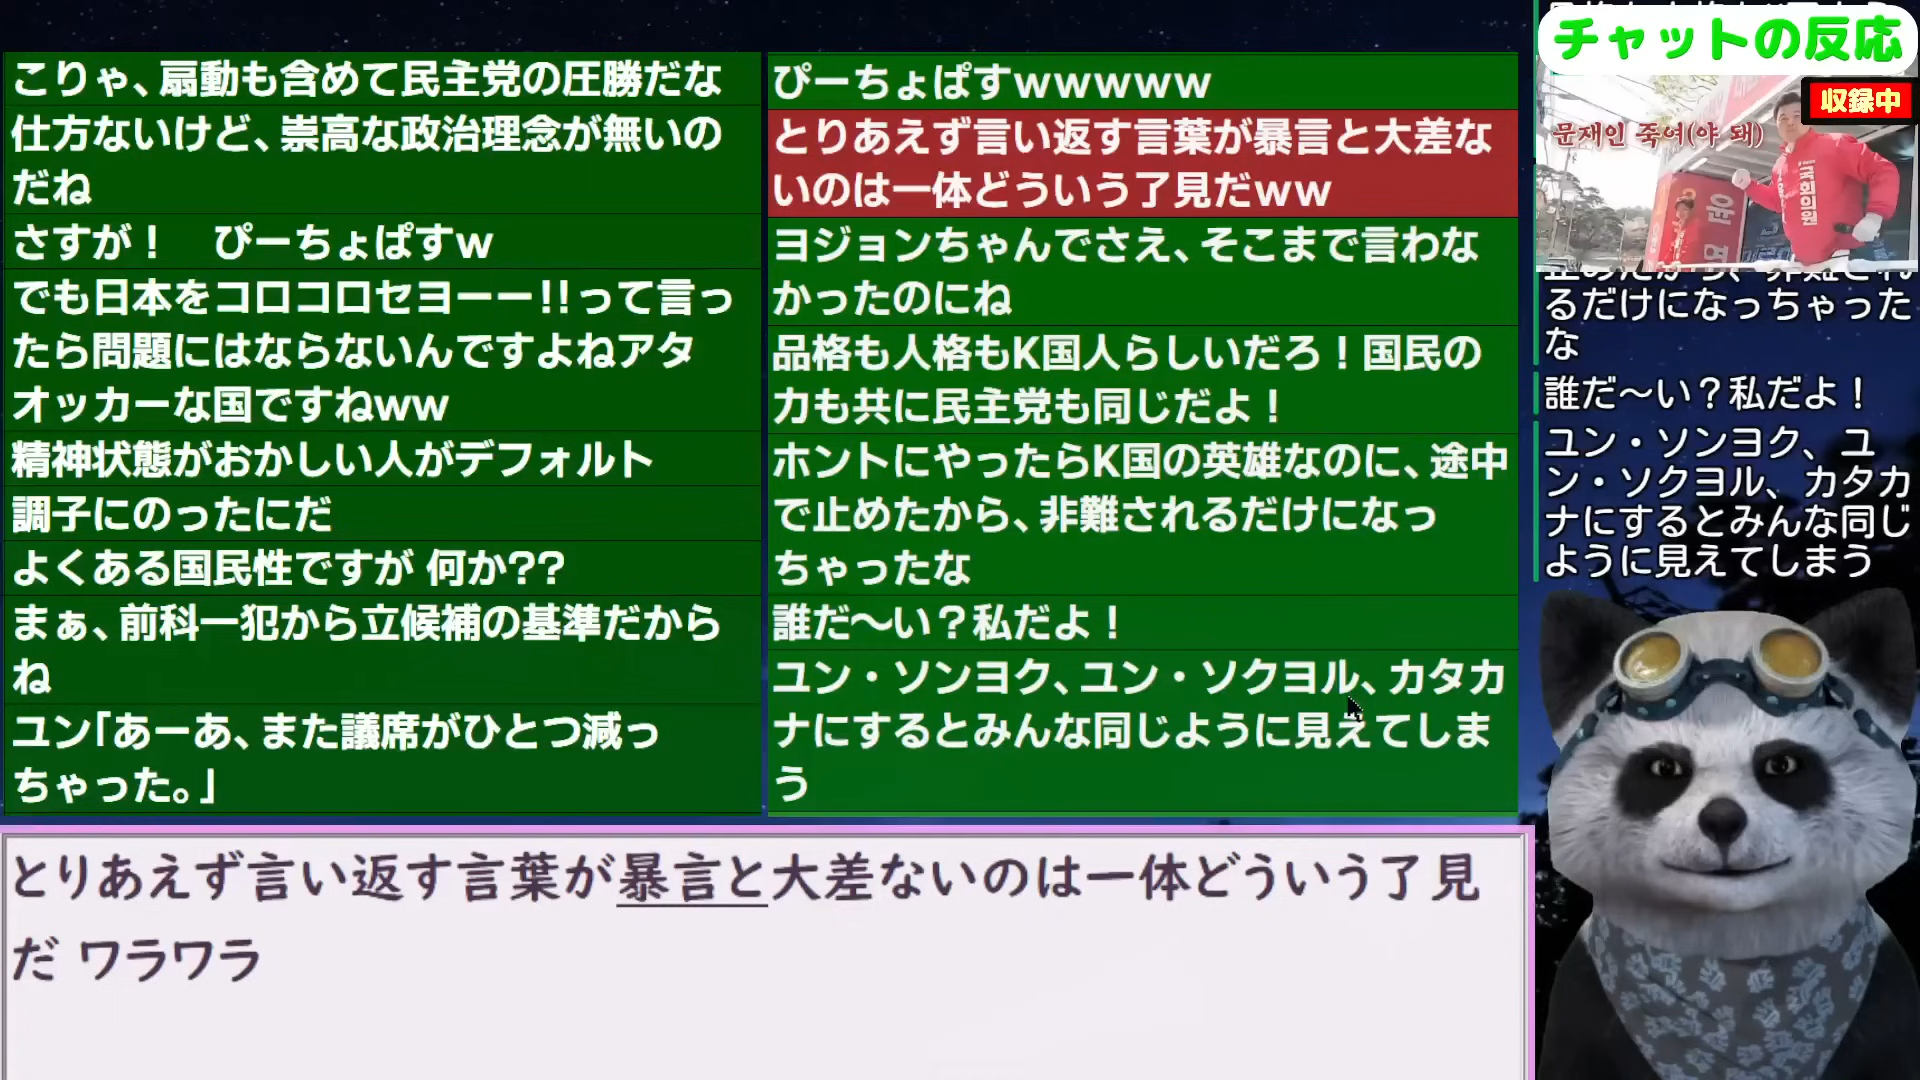 こりゃ、扇動も含めて民主党の圧勝だな
仕方ないけど、崇高な政治理念が無いの
だね
さすが！　ぴーちょぱすw
でも日本をコロコロセヨーー!!って言っ
たら問題にはならないんですよねアタ
オッカーな国ですねww
精神状態がおかしい人がデフォルト
調子にのったにだ
よくある国民性ですが 何か??
まぁ、前科一犯から立候補の基準だから
ね
ユン「あーあ、また議席がひとつ減っ
ちゃった。」
ぴーちょぱすwwwww
とりあえず言い返す言葉が暴言と大差な
いのは一体どういう了見だww
ヨジョンちゃんでさえ、そこまで言わな
かったのにね
品格も人格もK国人らしいだろ！国民の
力も共に民主党も同じだよ！
ホントにやったらK国の英雄なのに、途中
で止めたから、非難されるだけになっ
ちゃったな
誰だ～い？私だよ！
ユン・ソンヨク、ユン・ソクヨル、カタカ
ナにするとみんな同じように見えてしま
う
チャットの反応
収録中
문재인 죽여(야 돼)
국회의원
るだけになっちゃった
な
誰だ～い？私だよ！
ユン・ソンヨク、ユ
ン・ソクヨル、カタカ
ナにするとみんな同じ
ように見えてしまう
とりあえず言い返す言葉が暴言と大差ないのは一体どういう了見
だ ワラワラ